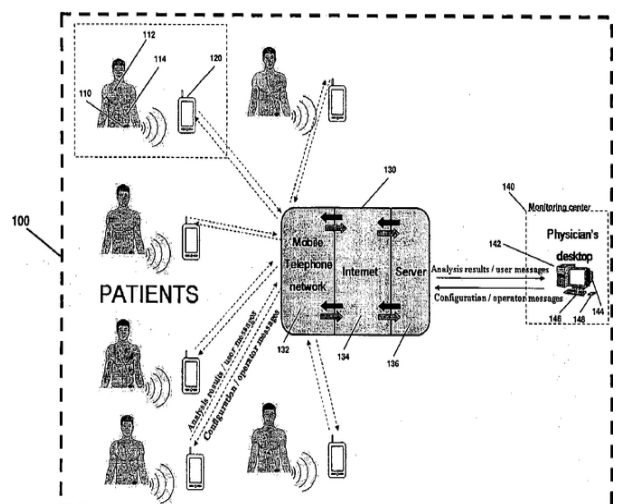 112
114
120
110
130
140
Monitoring center
100
142
Physician's
desktop
Mobile
Telephone
network
Internet
Server
Analysis results / user messages
Configuration / operator messages
146
148
144
PATIENTS
132
134
136
Analysis results / user messages
Configuration / operator messages